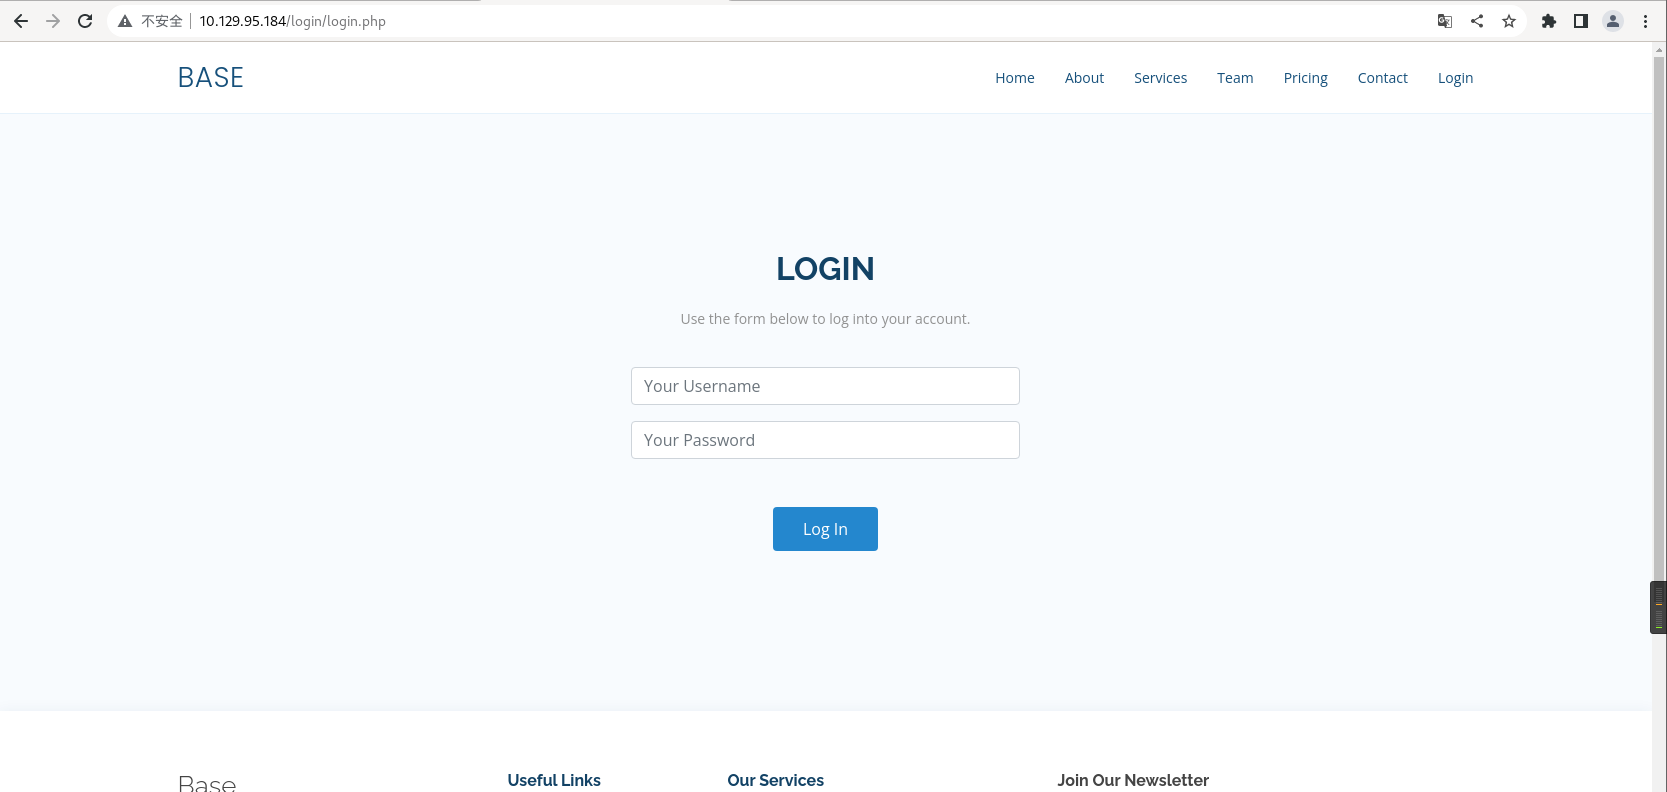 不安全 10.129.95.184/login/login.php
BASE Home About Services Team Pricing Contact Login
LOGIN
Use the form below to log into your account.
Your Username
Your Password
Log In
Base Useful Links Our Services Join Our Newsletter